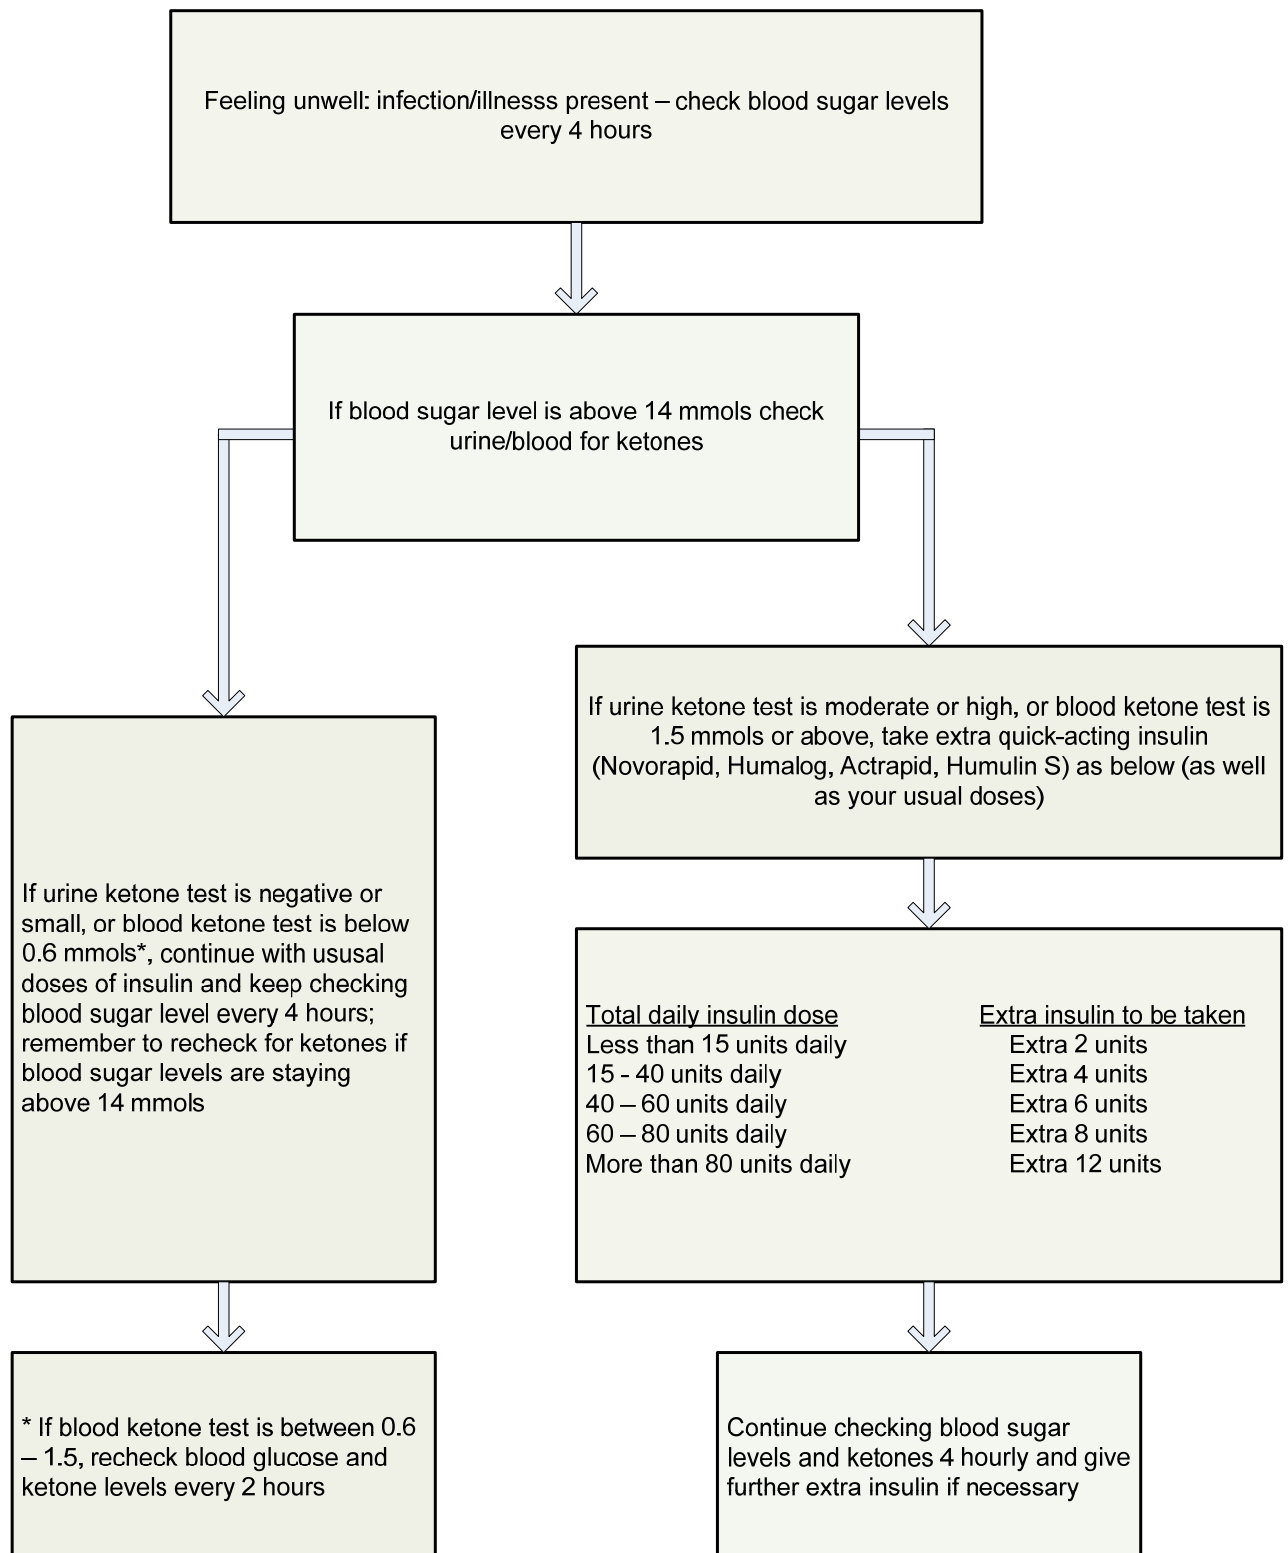 Feeling unwell: infection/illnesss present – check blood sugar levels
every 4 hours
If blood sugar level is above 14 mmols check
urine/blood for ketones
If urine ketone test is moderate or high, or blood ketone test is
1.5 mmols or above, take extra quick-acting insulin
(Novorapid, Humalog, Actrapid, Humulin S) as below (as well
as your usual doses)
If urine ketone test is negative or
small, or blood ketone test is below
0.6 mmols*, continue with ususal
doses of insulin and keep checking
blood sugar level every 4 hours;
remember to recheck for ketones if
blood sugar levels are staying
above 14 mmols
Total daily insulin dose Extra insulin to be taken
Less than 15 units daily Extra 2 units
15 - 40 units daily Extra 4 units
40 – 60 units daily Extra 6 units
60 – 80 units daily Extra 8 units
More than 80 units daily Extra 12 units
* If blood ketone test is between 0.6
– 1.5, recheck blood glucose and
ketone levels every 2 hours
Continue checking blood sugar
levels and ketones 4 hourly and give
further extra insulin if necessary